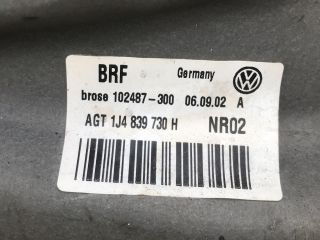 BRF Germany
brose 102487-300 06.09.02 A
AGT 1J4 839 730 H NR02